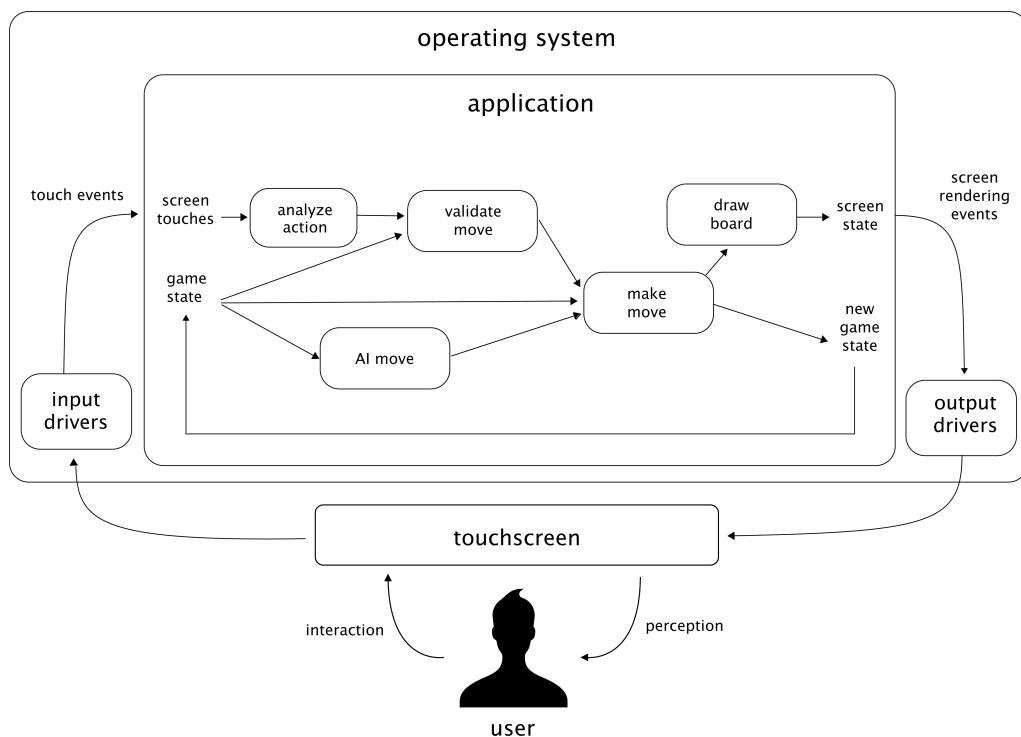 operating system
application
touch events
screen
touches
analyze
action
validate
move
draw
board
screen
state
screen
rendering
events
game
state
make
move
new
game
state
AI move
input
drivers
output
drivers
touchscreen
interaction
perception
user